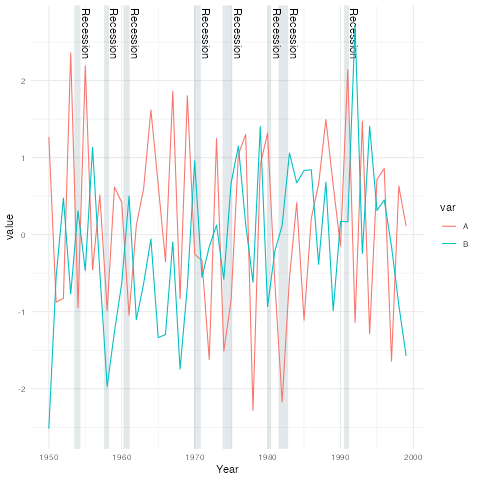 Recession
Recession
Recession
Recession
Recession
Recession
Recession
Recession
2
1
0
-1
-2
value
1950
1960
1970
1980
1990
2000
Year
var
A
B